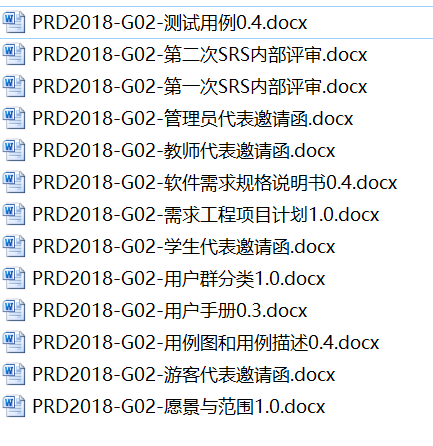 PRD2018-G02-测试用例0.4.docx
PRD2018-G02-第二次SRS内部评审.docx
PRD2018-G02-第一次SRS内部评审.docx
PRD2018-G02-管理员代表邀请函.docx
PRD2018-G02-教师代表邀请函.docx
PRD2018-G02-软件需求规格说明书0.4.docx
PRD2018-G02-需求工程项目计划1.0.docx
PRD2018-G02-学生代表邀请函.docx
PRD2018-G02-用户群分类1.0.docx
PRD2018-G02-用户手册0.3.docx
PRD2018-G02-用例图和用例描述0.4.docx
PRD2018-G02-游客代表邀请函.docx
PRD2018-G02-愿景与范围1.0.docx